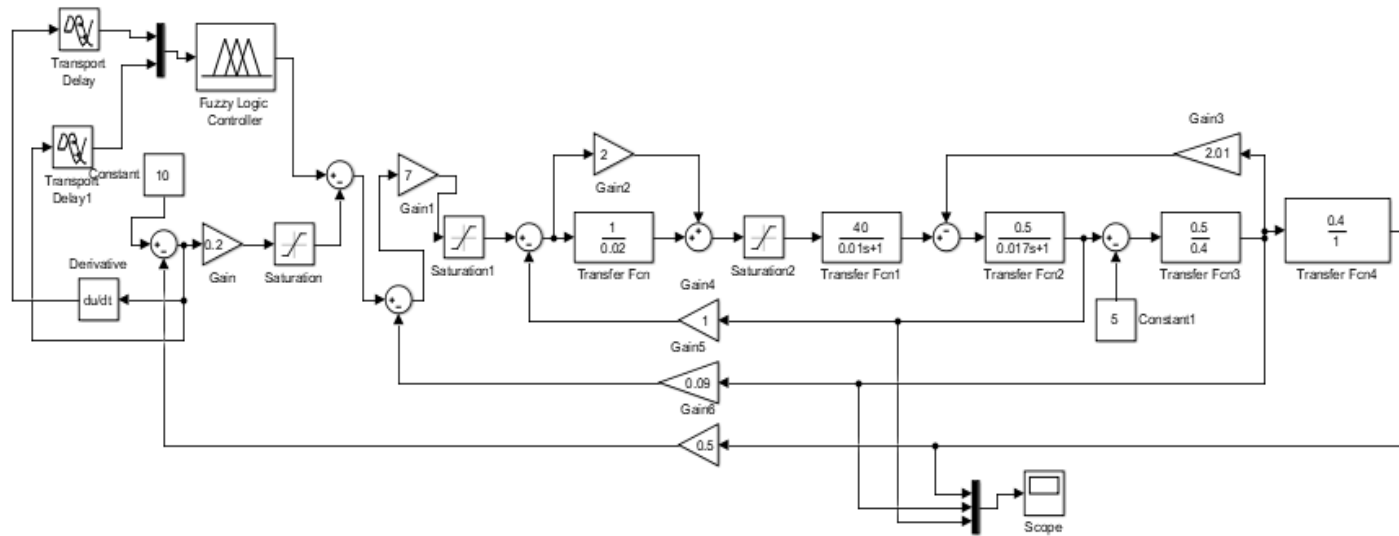 Transport
Delay
Fuzzy Logic
Controller
Transport
Delay1
Constant
10
0.2
Gain
Saturation
Derivative
du/dt
7
Gain1
Saturation1
2
Gain2
1
0.02
Transfer Fcn
Saturation2
40
0.01s+1
Transfer Fcn1
0.5
0.017s+1
Transfer Fcn2
Gain3
2.01
0.5
0.4
Transfer Fcn3
0.4
1
Transfer Fcn4
5
Constant1
Gain4
1
Gain5
0.09
Gain6
0.5
Scope